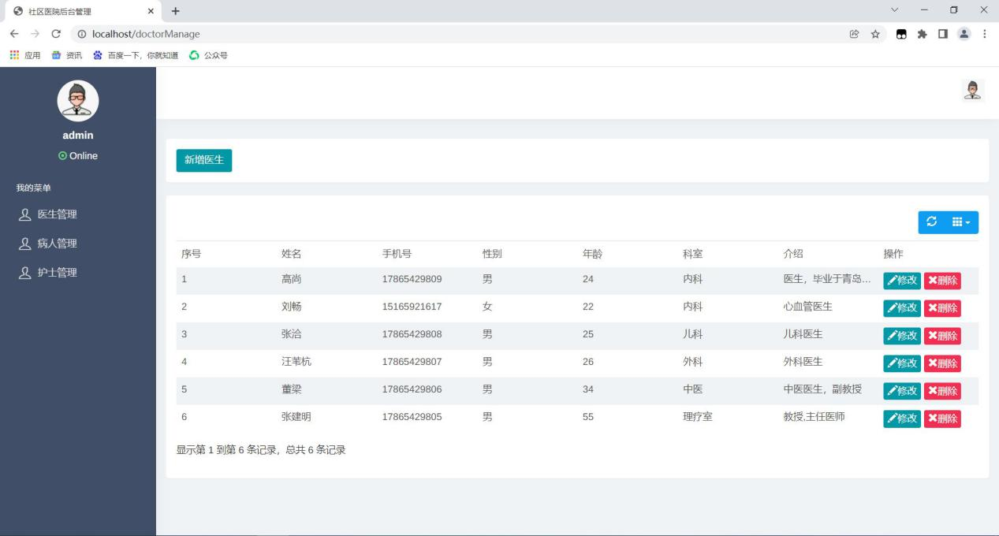 社区医院后台管理
localhost/doctorManage
应用 资讯 百度一下，你就知道 公众号
admin
Online
我的菜单
医生管理
病人管理
护士管理
新增医生
序号 姓名 手机号 性别 年龄 科室 介绍 操作
1 高尚 17865429809 男 24 内科 医生，毕业于青岛... 修改 删除
2 刘畅 15165921617 女 22 内科 心血管医生 修改 删除
3 张洽 17865429808 男 25 儿科 儿科医生 修改 删除
4 汪苇杭 17865429807 男 26 外科 外科医生 修改 删除
5 董梁 17865429806 男 34 中医 中医医生，副教授 修改 删除
6 张建明 17865429805 男 55 理疗室 教授,主任医师 修改 删除
显示第 1 到第 6 条记录，总共 6 条记录